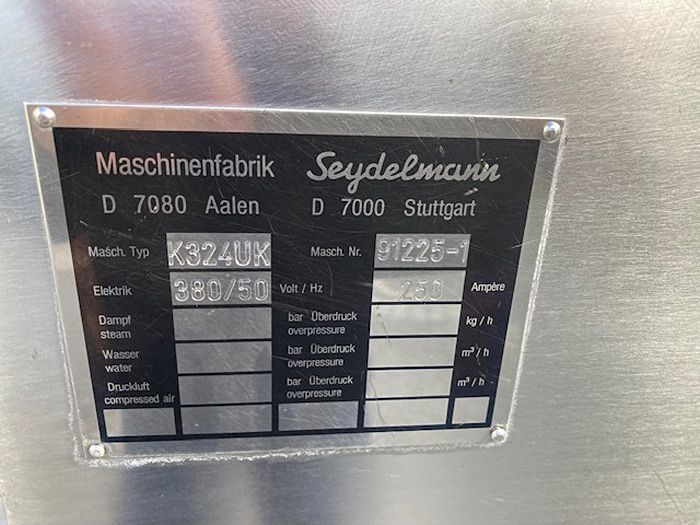 Maschinenfabrik Seydelmann
D 7080 Aalen D 7000 Stuttgart
Masch. Typ K324UK Masch. Nr. 91225-1
Elektrik 380/50 Volt / Hz 250 Ampère
Dampf steam bar Überdruck overpressure kg / h
Wasser water bar Überdruck overpressure m³ / h
Druckluft compressed air bar Überdruck overpressure m³ / h